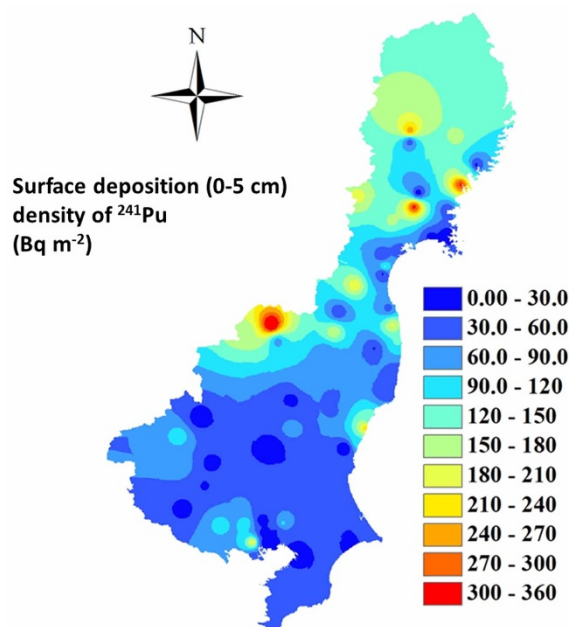 N
Surface deposition (0-5 cm)
density of ²⁴¹Pu
(Bq m⁻²)
0.00 - 30.0
30.0 - 60.0
60.0 - 90.0
90.0 - 120
120 - 150
150 - 180
180 - 210
210 - 240
240 - 270
270 - 300
300 - 360